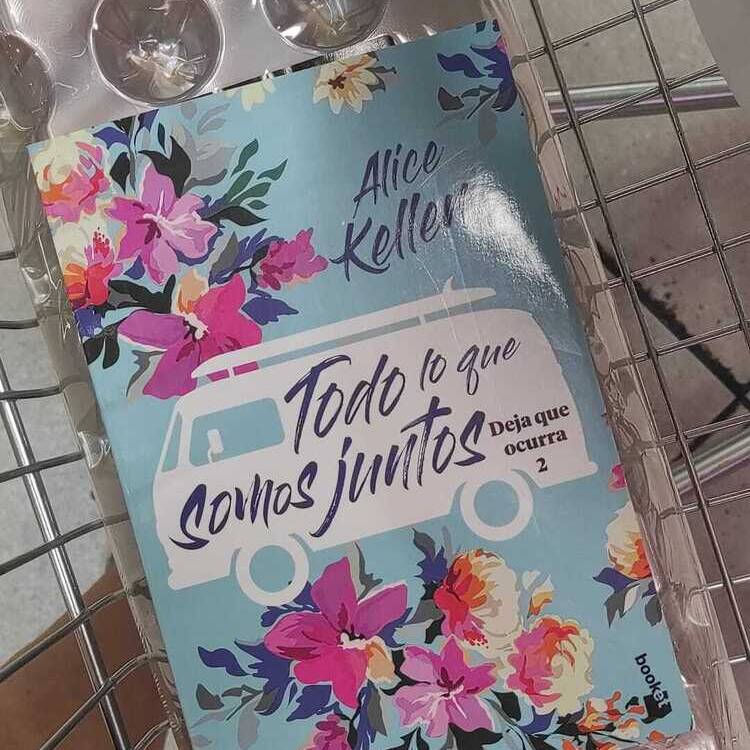 Alice
Kellen
Todo lo que
somos juntos
Deja que
ocurra
2
booket